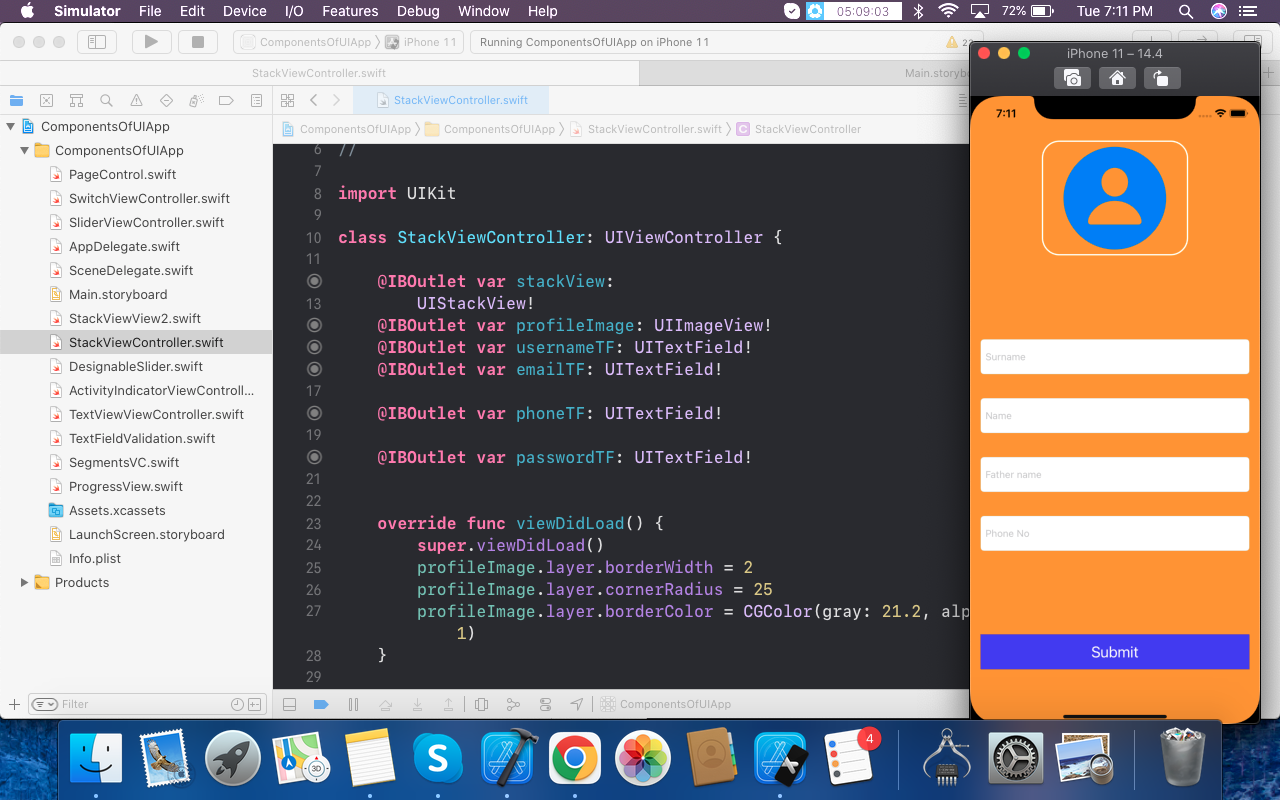 Simulator File Edit Device I/O Features Debug Window Help 05:09:03 72% Tue 7:11 PM
ComponentsOfUIApp iPhone 11 Running ComponentsOfUIApp on iPhone 11
StackViewController.swift Main.storyb
StackViewController.swift
ComponentsOfUIApp ComponentsOfUIApp StackViewController.swift C StackViewController
ComponentsOfUIApp
ComponentsOfUIApp
PageControl.swift
SwitchViewController.swift
SliderViewController.swift
AppDelegate.swift
SceneDelegate.swift
Main.storyboard
StackViewView2.swift
StackViewController.swift
DesignableSlider.swift
ActivityIndicatorViewControll...
TextViewViewController.swift
TextFieldValidation.swift
SegmentsVC.swift
ProgressView.swift
Assets.xcassets
LaunchScreen.storyboard
Info.plist
Products
Filter
6 //
7
8 import UIKit
9
10 class StackViewController: UIViewController {
11
@IBOutlet var stackView:
13 UIStackView!
@IBOutlet var profileImage: UIImageView!
@IBOutlet var usernameTF: UITextField!
@IBOutlet var emailTF: UITextField!
17
@IBOutlet var phoneTF: UITextField!
19
@IBOutlet var passwordTF: UITextField!
21
22
23 override func viewDidLoad() {
24 super.viewDidLoad()
25 profileImage.layer.borderWidth = 2
26 profileImage.layer.cornerRadius = 25
27 profileImage.layer.borderColor = CGColor(gray: 21.2, alp
1)
28 }
29
ComponentsOfUIApp
iPhone 11 – 14.4
7:11
Surname
Name
Father name
Phone No
Submit
3D
4